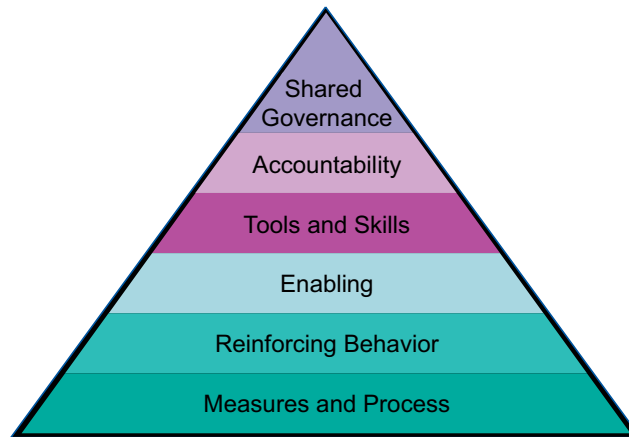 Shared
Governance
Accountability
Tools and Skills
Enabling
Reinforcing Behavior
Measures and Process